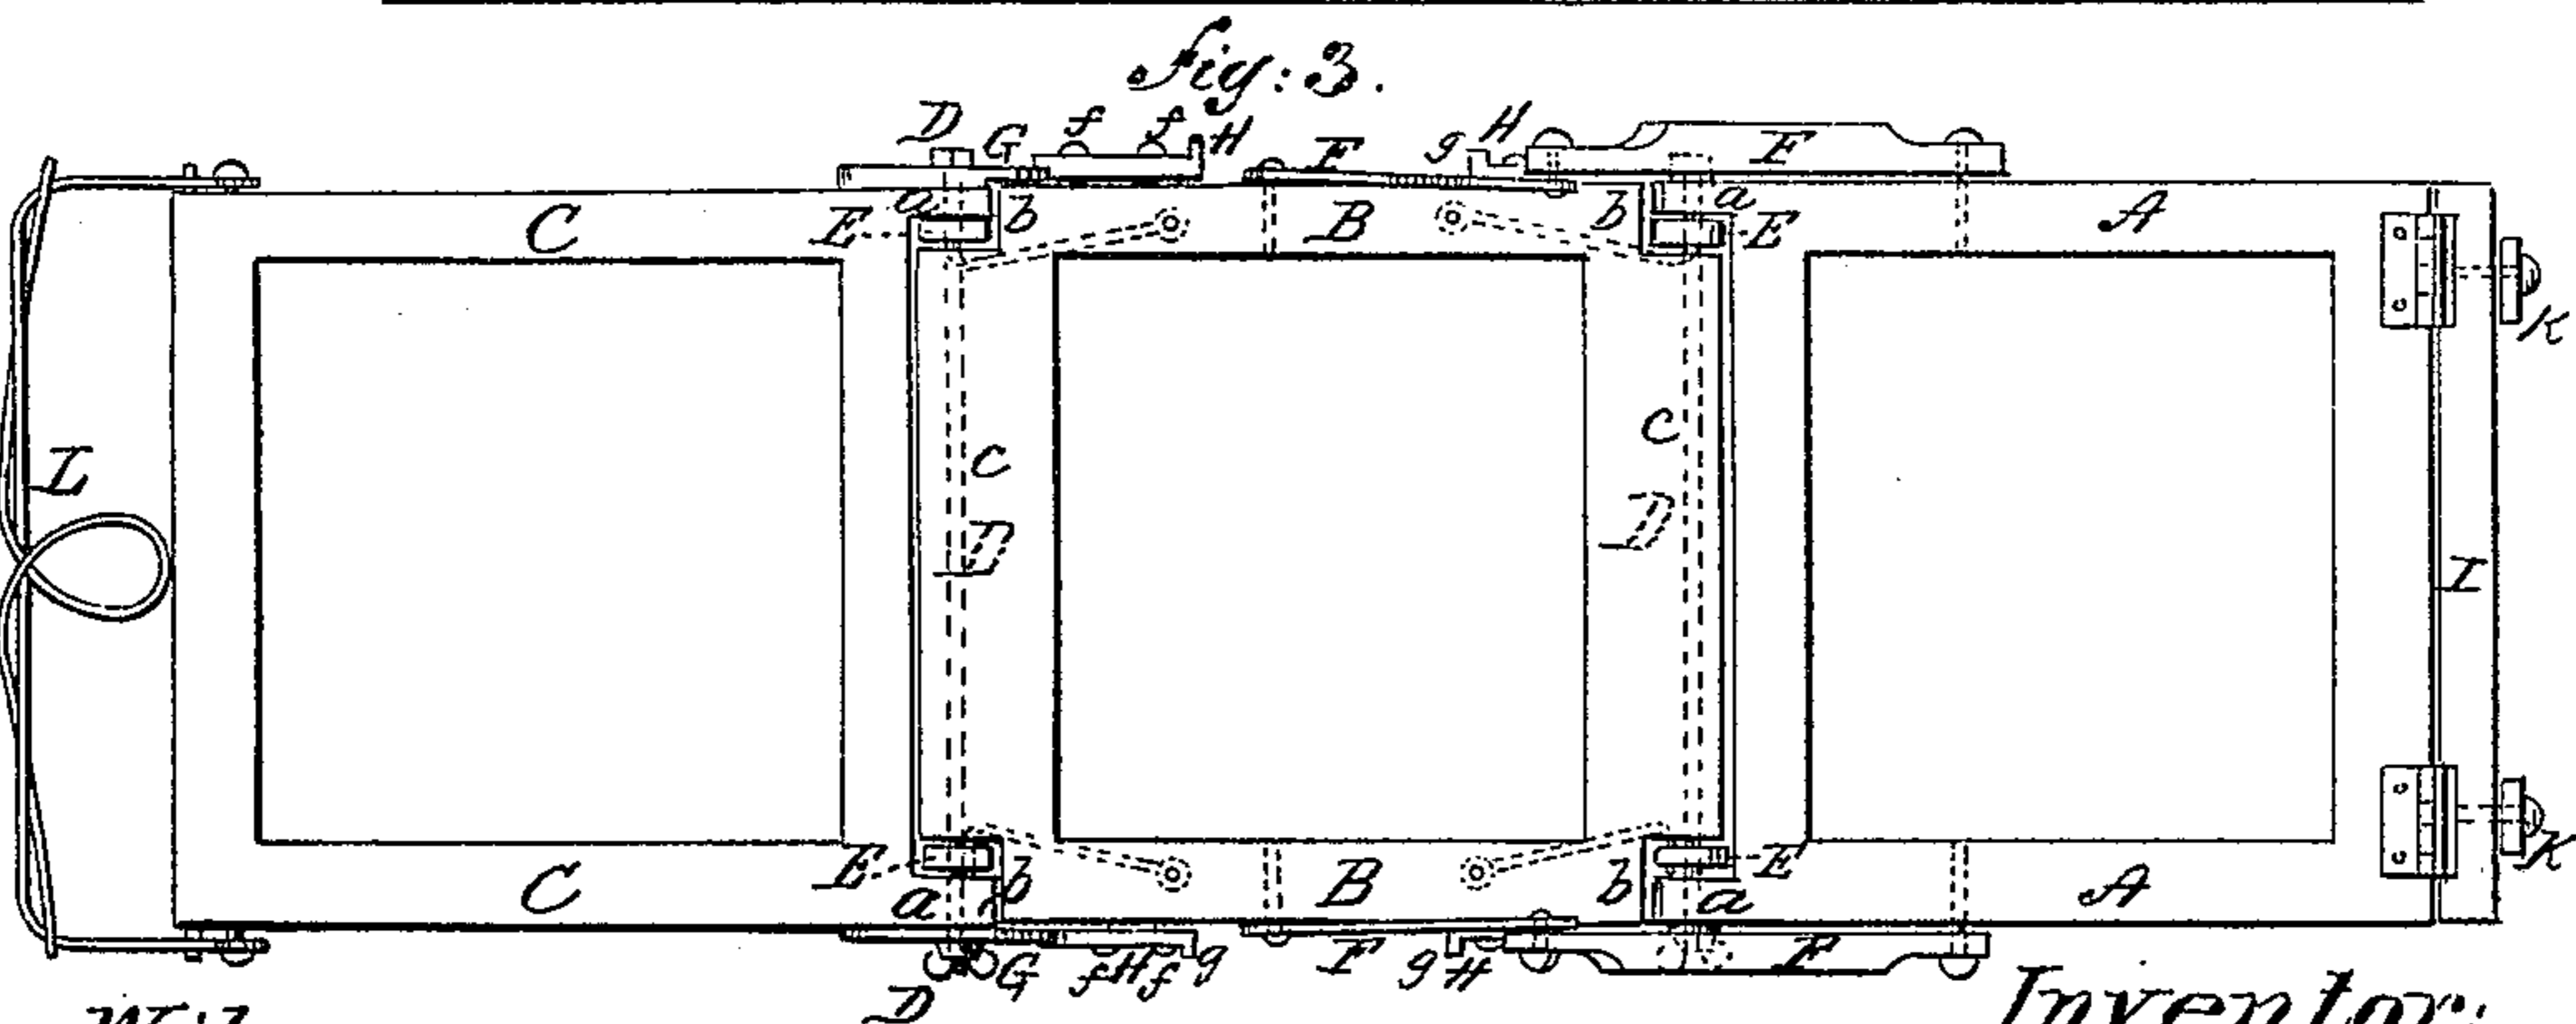 Fig: 3.
D G f f H F g H F
C a b B b a A
E E
K
C C
L D D I
E b B b E K
C a a A
D G f H f g F g H F
Inventor: